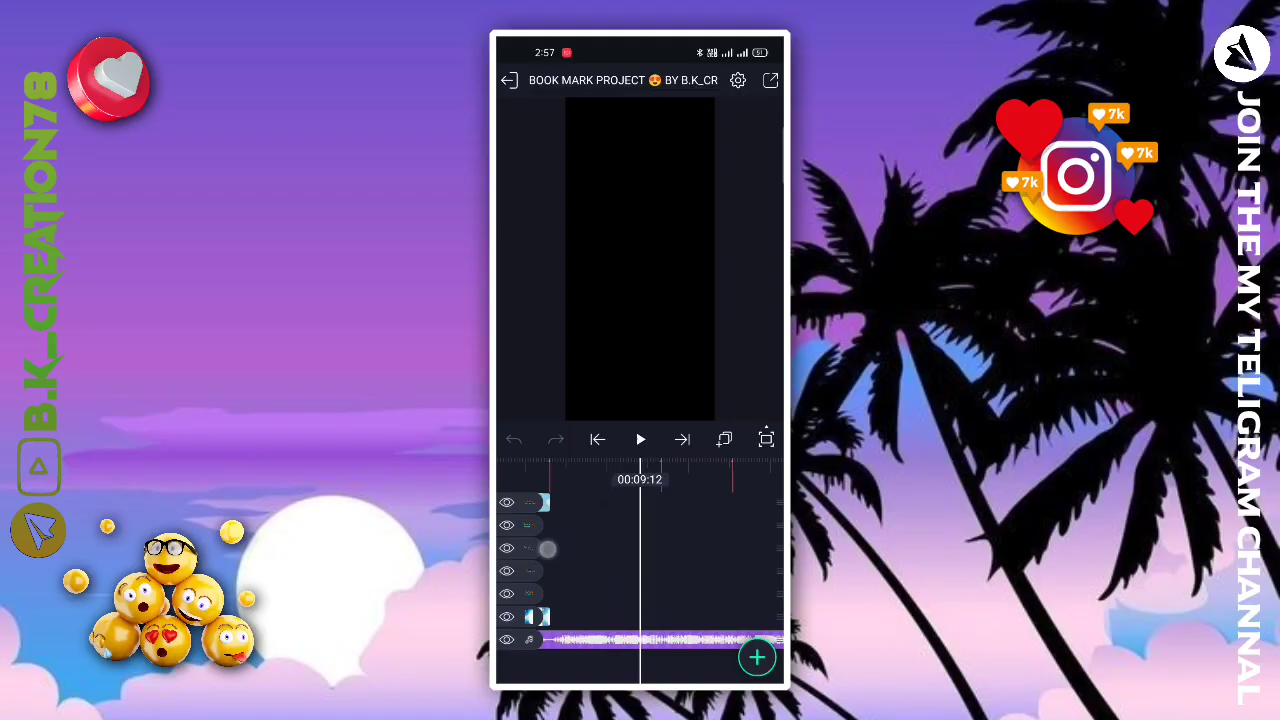 B.K_CREATION78
2:57
51
BOOK MARK PROJECT 😍 BY B.K_CR
00:09:12
7k
7k
7k
JOIN THE MY TELIGRAM CHANNAL